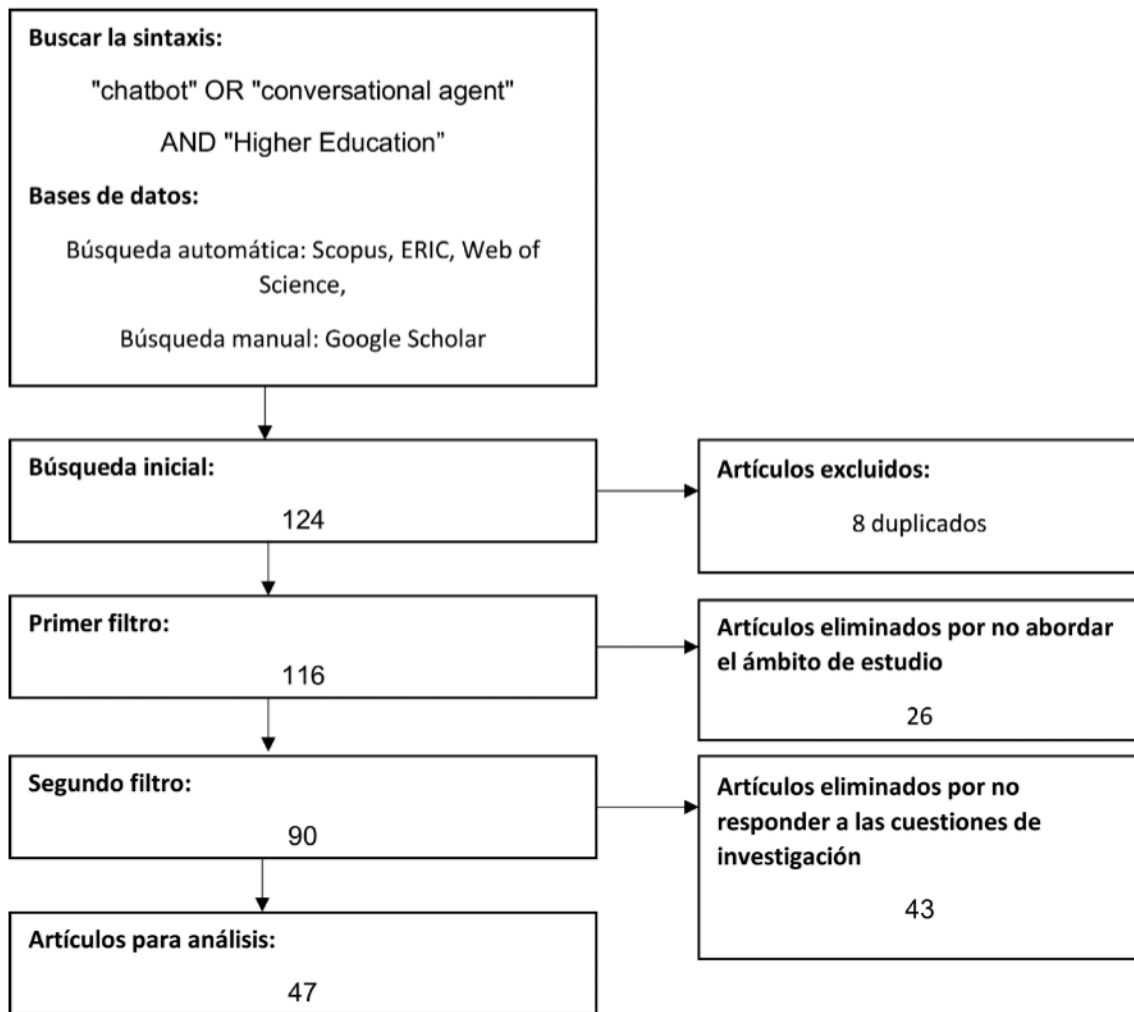 Buscar la sintaxis:
"chatbot" OR "conversational agent"
AND "Higher Education”
Bases de datos:
Búsqueda automática: Scopus, ERIC, Web of
Science,
Búsqueda manual: Google Scholar
Búsqueda inicial:
124
Artículos excluidos:
8 duplicados
Primer filtro:
116
Artículos eliminados por no abordar
el ámbito de estudio
26
Segundo filtro:
90
Artículos eliminados por no
responder a las cuestiones de
investigación
43
Artículos para análisis:
47